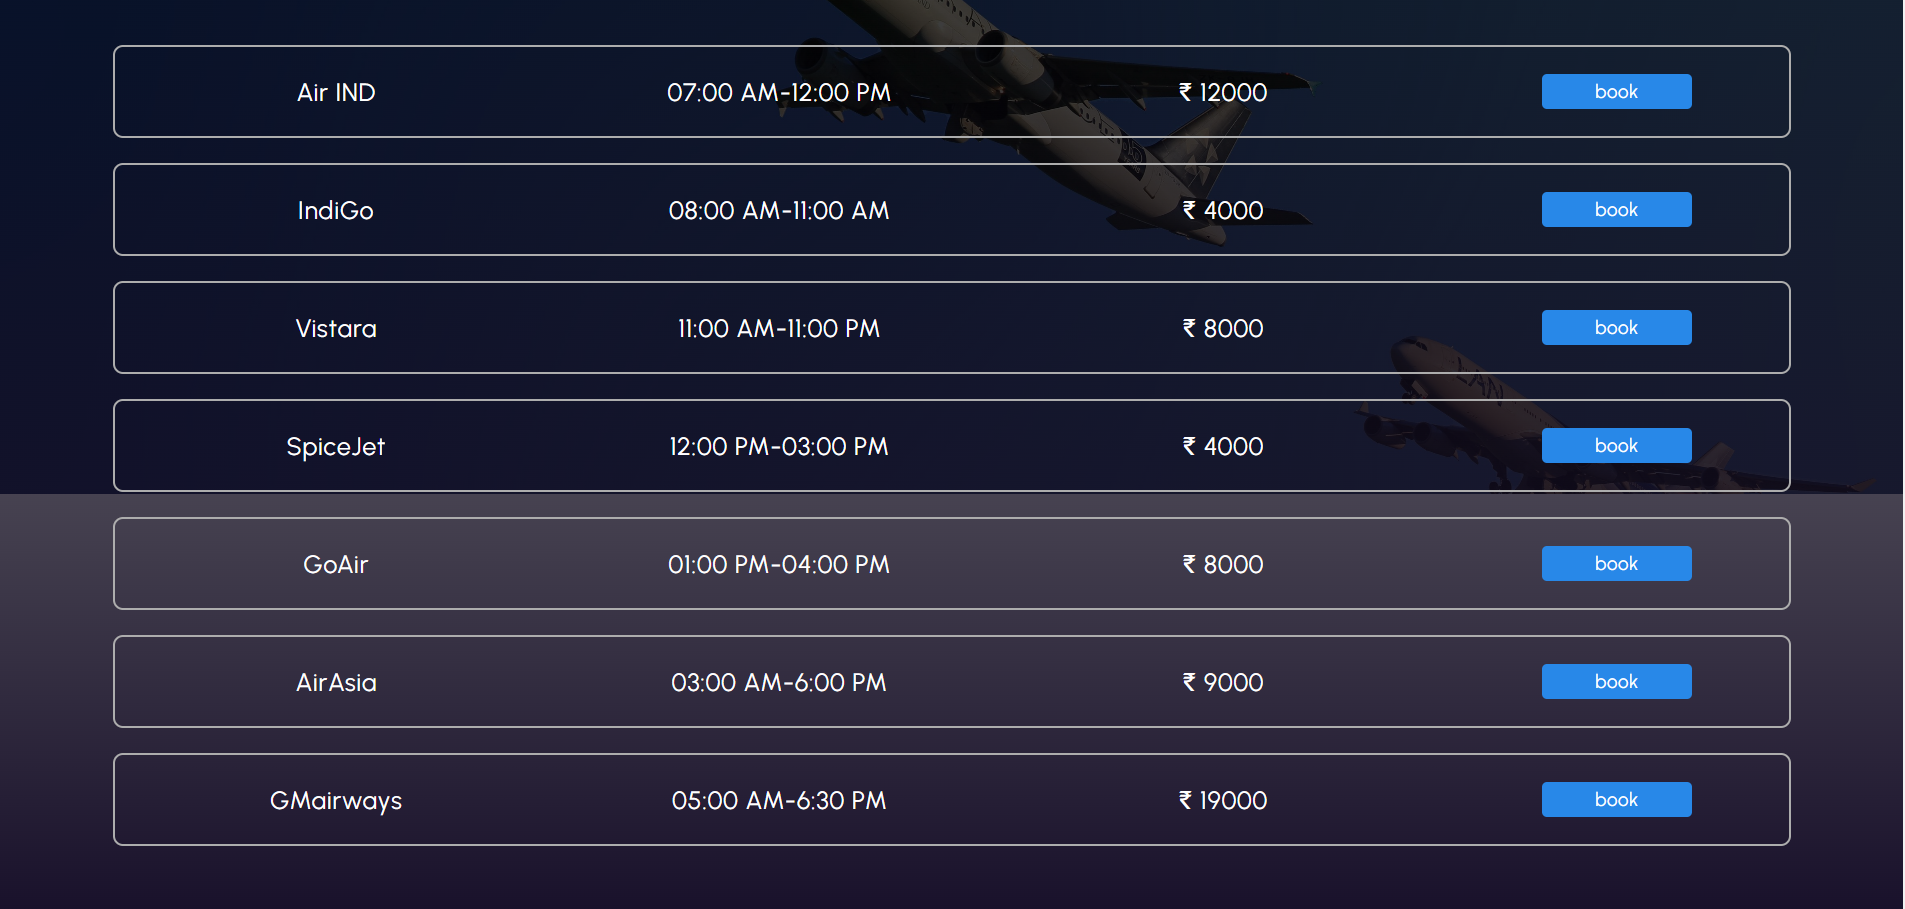 Air IND 07:00 AM-12:00 PM ₹ 12000 book
IndiGo 08:00 AM-11:00 AM ₹ 4000 book
Vistara 11:00 AM-11:00 PM ₹ 8000 book
SpiceJet 12:00 PM-03:00 PM ₹ 4000 book
GoAir 01:00 PM-04:00 PM ₹ 8000 book
AirAsia 03:00 AM-6:00 PM ₹ 9000 book
GMairways 05:00 AM-6:30 PM ₹ 19000 book